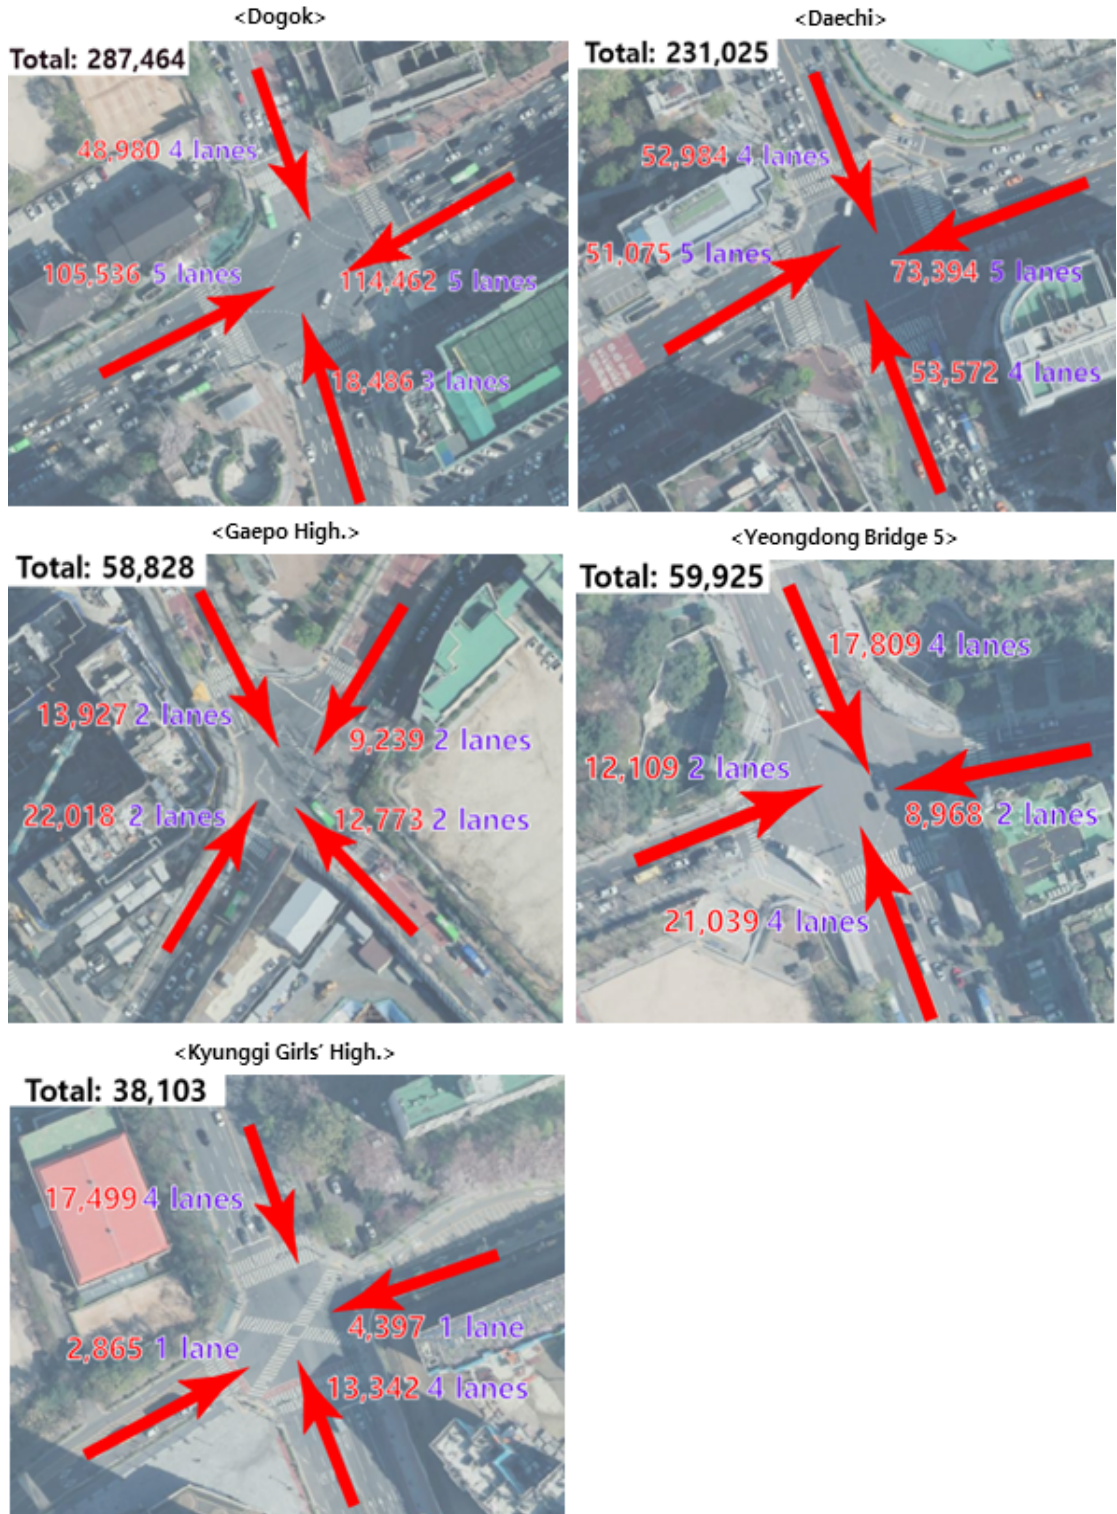 <Dogok>
Total: 287,464
48,980 4 lanes
105,536 5 lanes
114,462 5 lanes
18,486 3 lanes
<Daechi>
Total: 231,025
52,984 4 lanes
51,075 5 lanes
73,394 5 lanes
53,572 4 lanes
<Gaepo High.>
Total: 58,828
13,927 2 lanes
9,239 2 lanes
22,018 2 lanes
12,773 2 lanes
<Yeongdong Bridge 5>
Total: 59,925
17,809 4 lanes
12,109 2 lanes
8,968 2 lanes
21,039 4 lanes
<Kyunggi Girls´ High.>
Total: 38,103
17,499 4 lanes
4,397 1 lane
2,865 1 lane
13,342 4 lanes